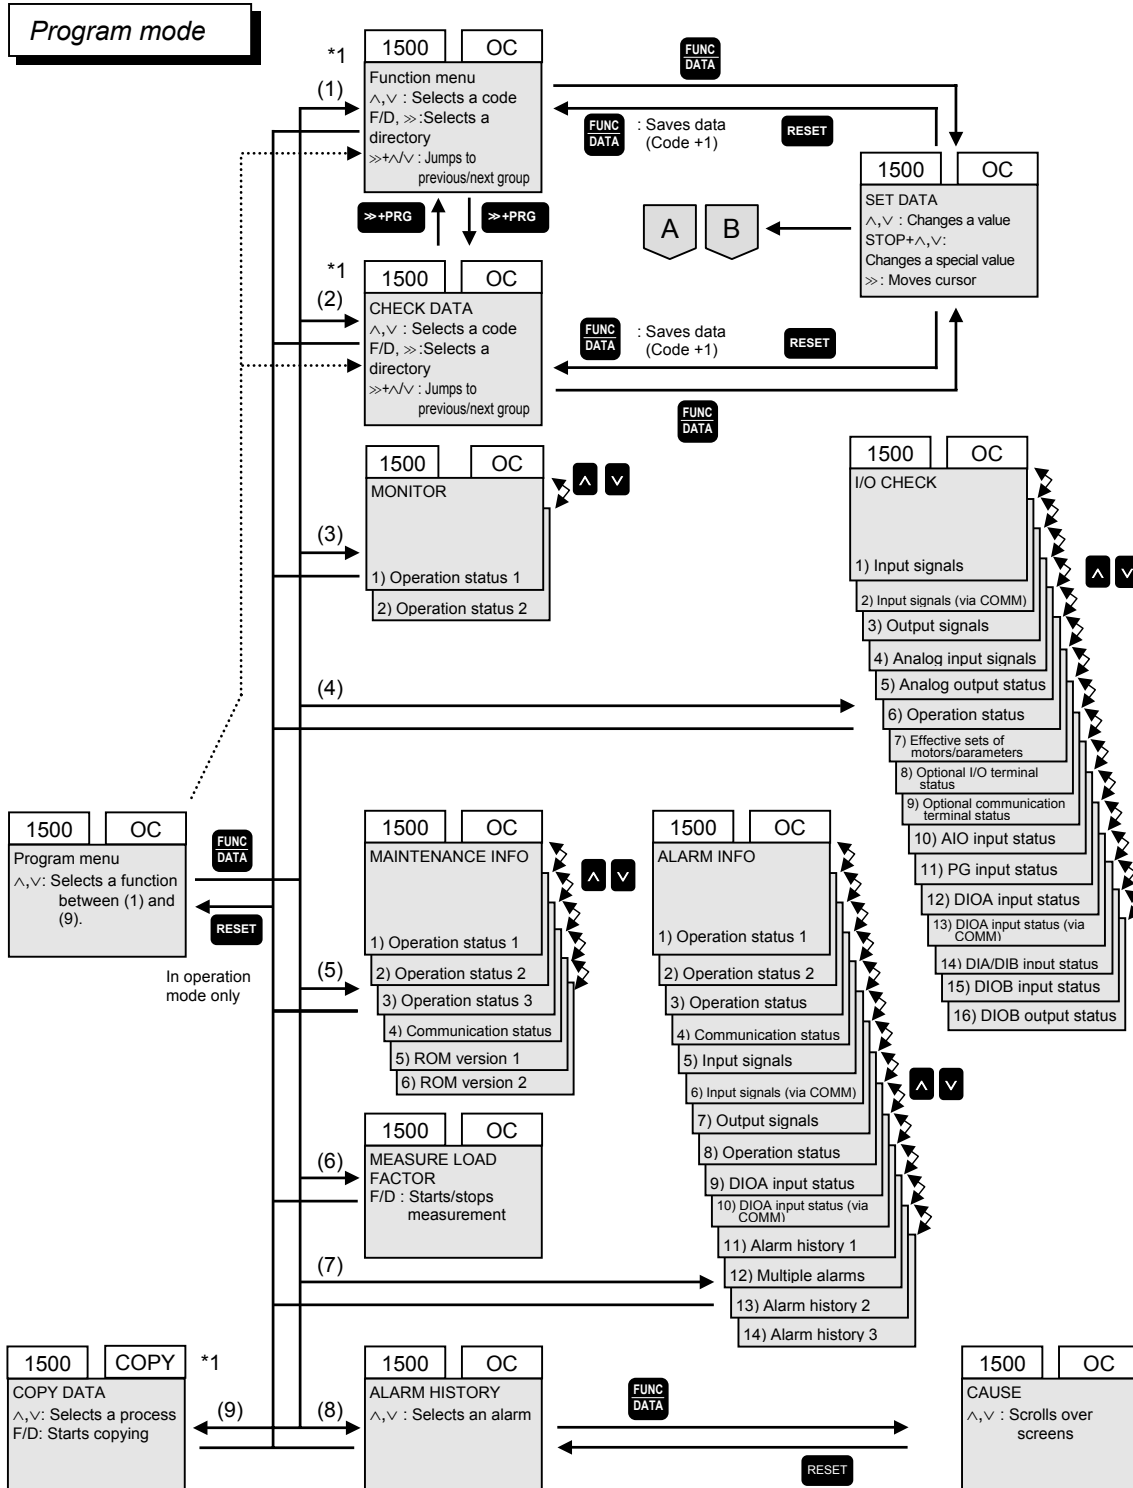 Program mode
*1
1500 OC
Function menu
∧,∨ : Selects a code
F/D, ≫ :Selects a
directory
≫+∧/∨ : Jumps to
previous/next group
(1)
FUNC
DATA
FUNC
DATA
: Saves data
(Code +1)
RESET
≫+PRG
≫+PRG
1500 OC
SET DATA
∧,∨ : Changes a value
STOP+∧,∨:
Changes a special value
≫ : Moves cursor
A B
*1
(2)
1500 OC
CHECK DATA
∧,∨ : Selects a code
F/D, ≫ :Selects a
directory
≫+∧/∨ : Jumps to
previous/next group
FUNC
DATA
: Saves data
(Code +1)
RESET
FUNC
DATA
1500 OC
MONITOR
(3)
1) Operation status 1
2) Operation status 2
∧ ∨
1500 OC
I/O CHECK
1) Input signals
2) Input signals (via COMM)
3) Output signals
4) Analog input signals
5) Analog output status
6) Operation status
7) Effective sets of
motors/parameters
8) Optional I/O terminal
status
9) Optional communication
terminal status
10) AIO input status
11) PG input status
12) DIOA input status
13) DIOA input status (via
COMM)
14) DIA/DIB input status
15) DIOB input status
16) DIOB output status
∧ ∨
(4)
1500 OC
Program menu
∧,∨: Selects a function
between (1) and
(9).
FUNC
DATA
RESET
In operation
mode only
1500 OC
MAINTENANCE INFO
1) Operation status 1
2) Operation status 2
3) Operation status 3
4) Communication status
5) ROM version 1
6) ROM version 2
∧ ∨
(5)
1500 OC
ALARM INFO
1) Operation status 1
2) Operation status 2
3) Operation status
4) Communication status
5) Input signals
6) Input signals (via COMM)
7) Output signals
8) Operation status
9) DIOA input status
10) DIOA input status (via
COMM)
11) Alarm history 1
12) Multiple alarms
13) Alarm history 2
14) Alarm history 3
∧ ∨
1500 OC
(6)
MEASURE LOAD
FACTOR
F/D : Starts/stops
measurement
(7)
1500 COPY
*1
COPY DATA
∧,∨: Selects a process
F/D: Starts copying
(9)
(8)
1500 OC
ALARM HISTORY
∧,∨ : Selects an alarm
FUNC
DATA
RESET
1500 OC
CAUSE
∧,∨ : Scrolls over
screens